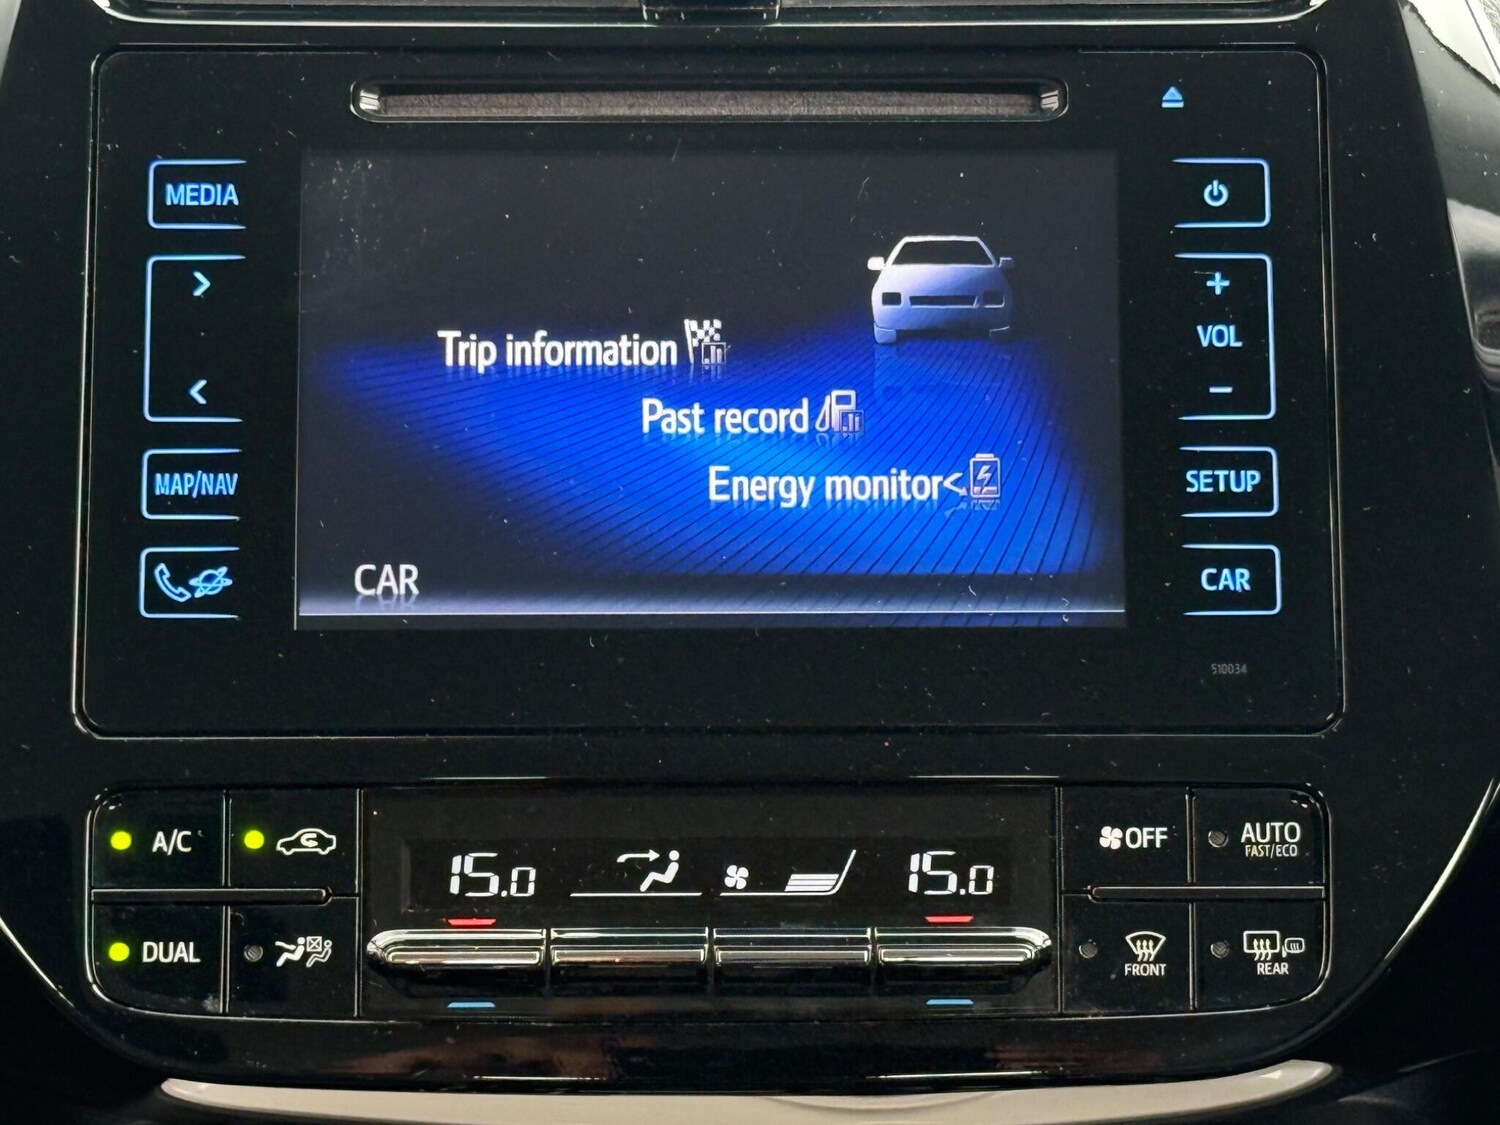 MEDIA
MAP/NAV
Trip information
Past record
Energy monitor
CAR
+
VOL
−
SETUP
CAR
510034
A/C
DUAL
15.0
15.0
OFF
AUTO
FAST/ECO
FRONT
REAR